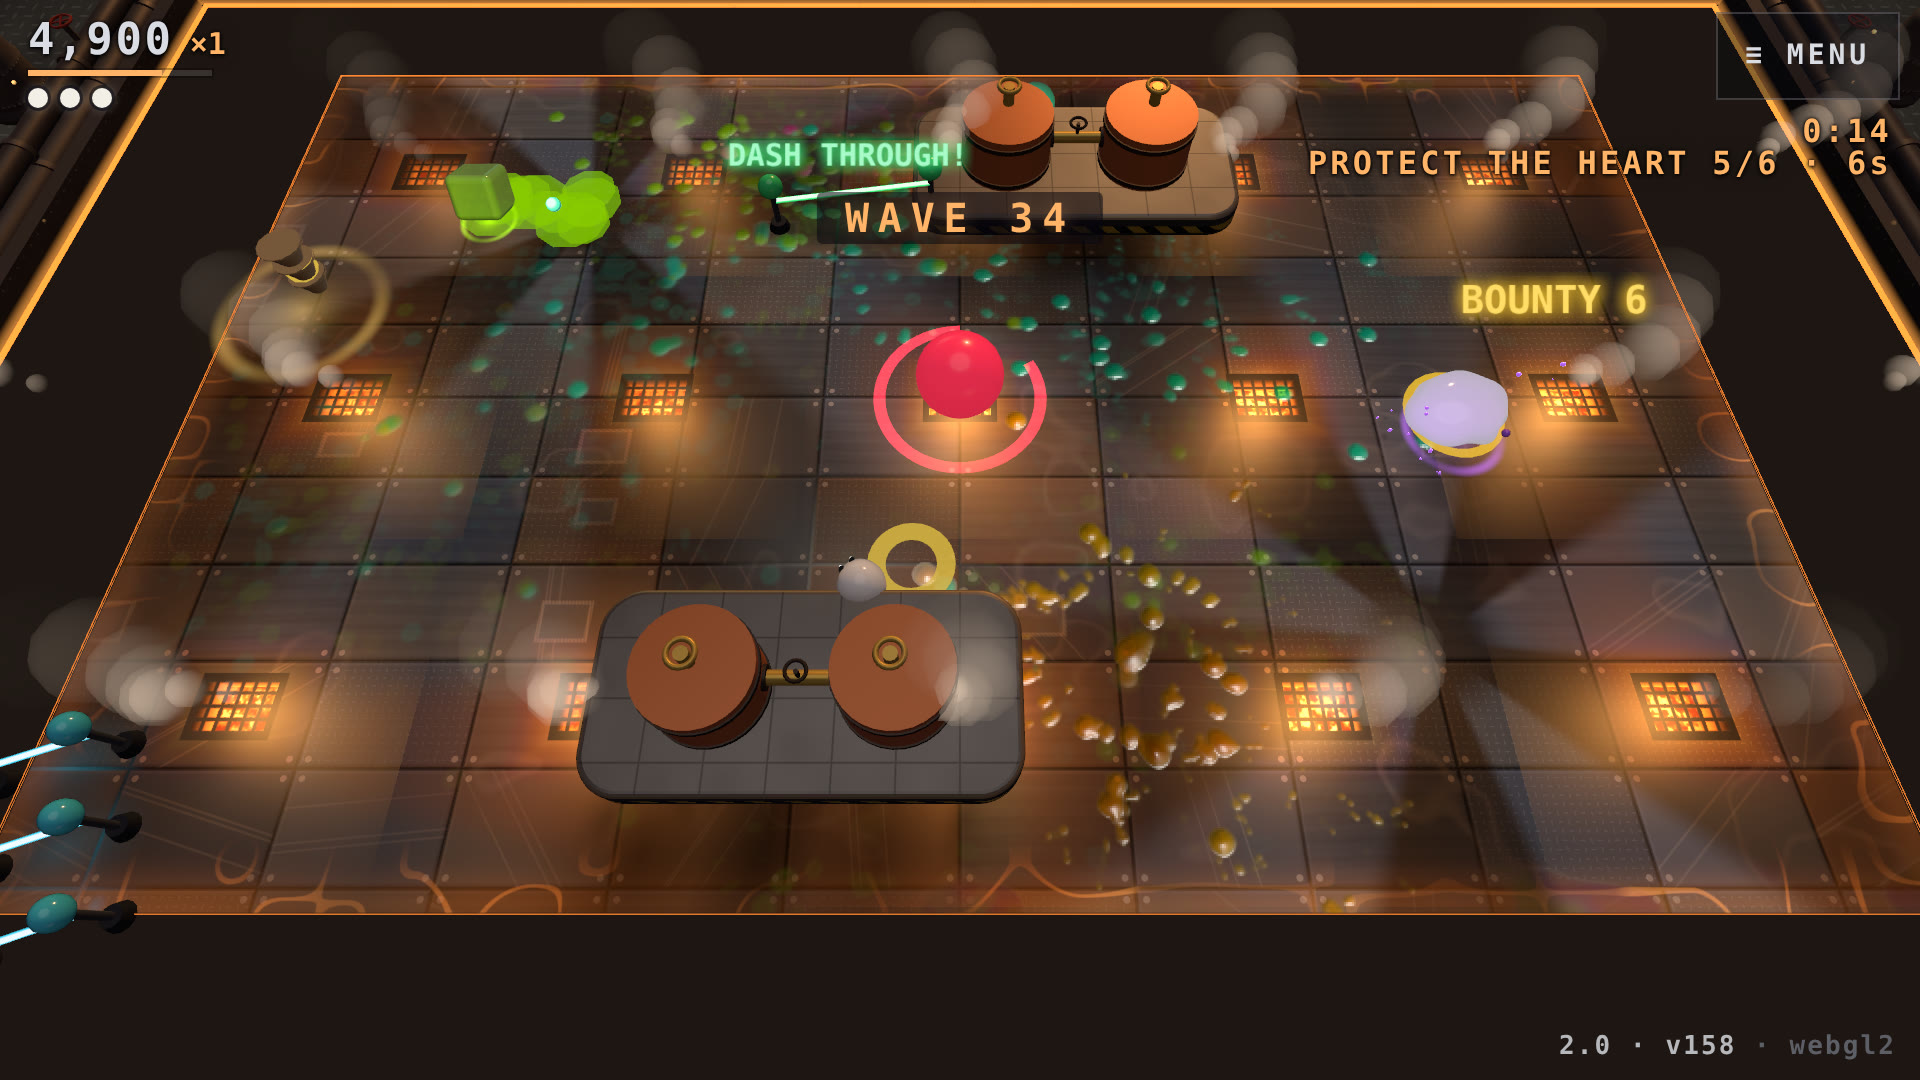 4,900 ×1
≡ MENU
0:14
PROTECT THE HEART 5/6 · 6s
DASH THROUGH!
WAVE 34
BOUNTY 6
2.0 · v158 · webgl2